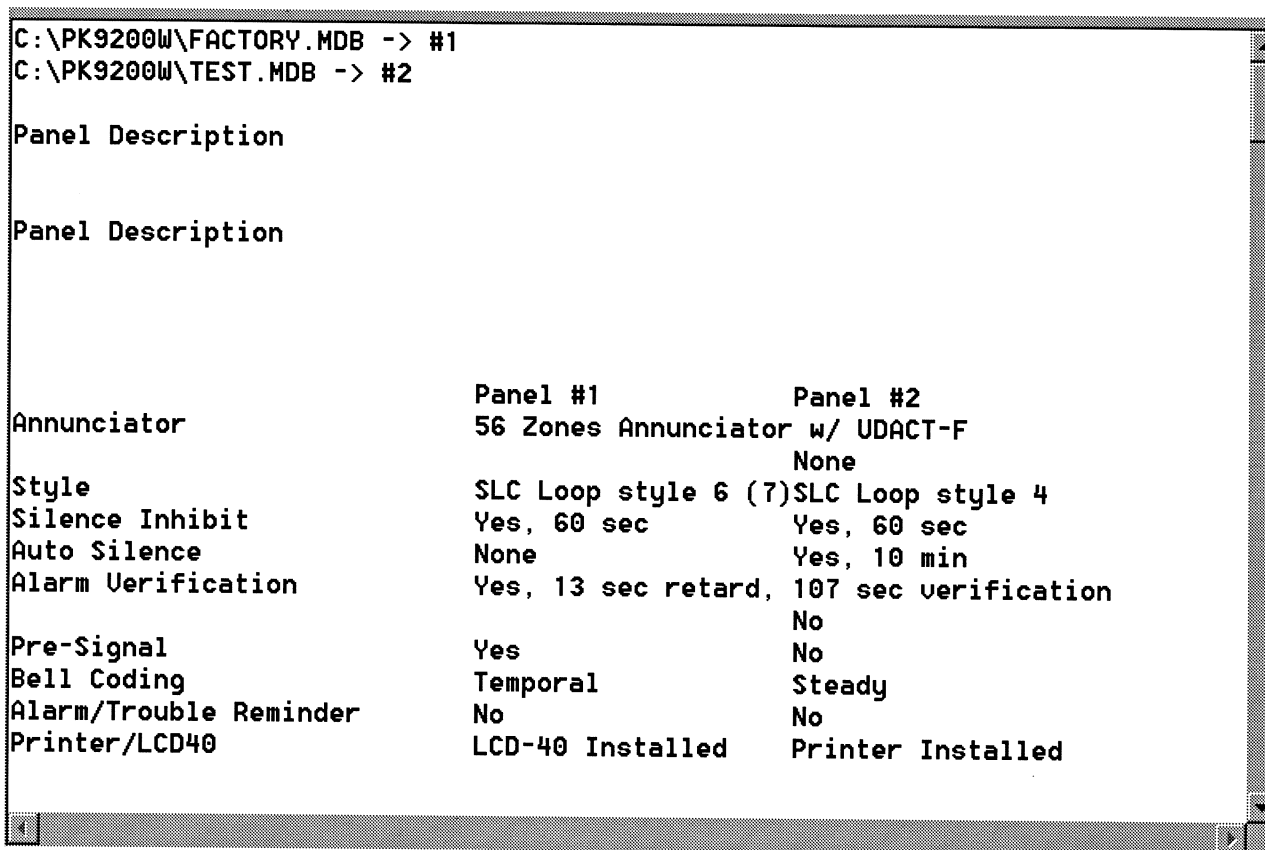 C:\PK9200W\FACTORY.MDB -> #1
C:\PK9200W\TEST.MDB -> #2
Panel Description
Panel Description
Panel #1 Panel #2
Annunciator 56 Zones Annunciator w/ UDACT-F
None
Style SLC Loop style 6 (7)SLC Loop style 4
Silence Inhibit Yes, 60 sec Yes, 60 sec
Auto Silence None Yes, 10 min
Alarm Verification Yes, 13 sec retard, 107 sec verification
No
Pre-Signal Yes No
Bell Coding Temporal Steady
Alarm/Trouble Reminder No No
Printer/LCD40 LCD-40 Installed Printer Installed